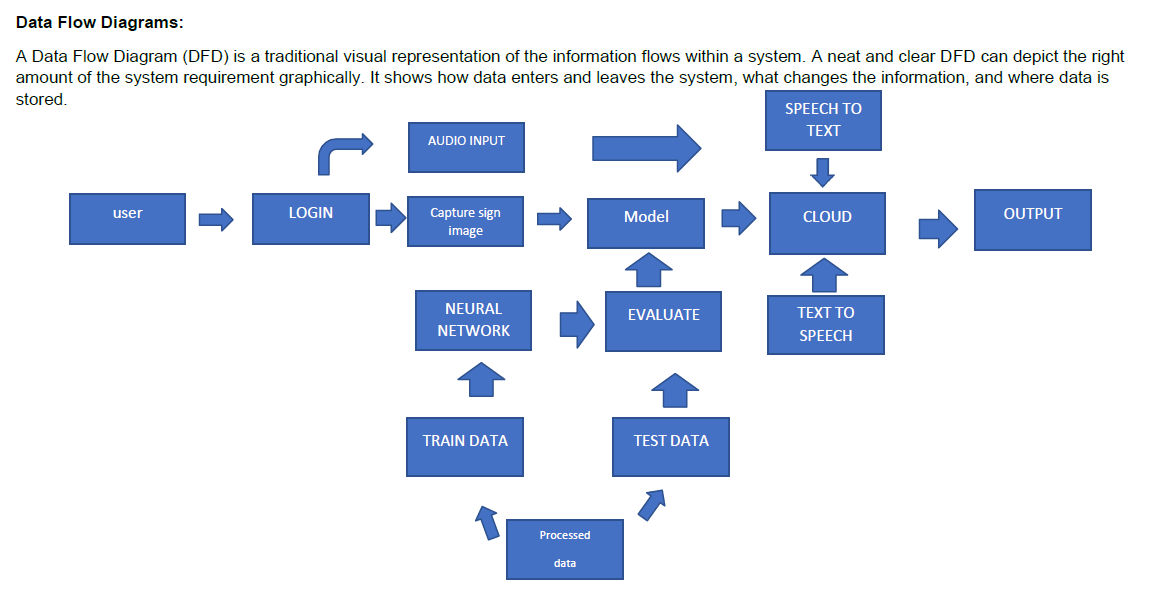 Data Flow Diagrams:
A Data Flow Diagram (DFD) is a traditional visual representation of the information flows within a system. A neat and clear DFD can depict the right
amount of the system requirement graphically. It shows how data enters and leaves the system, what changes the information, and where data is
stored.
SPEECH TO
TEXT
AUDIO INPUT
user
LOGIN
Capture sign
image
Model
CLOUD
OUTPUT
NEURAL
NETWORK
EVALUATE
TEXT TO
SPEECH
TRAIN DATA
TEST DATA
Processed
data